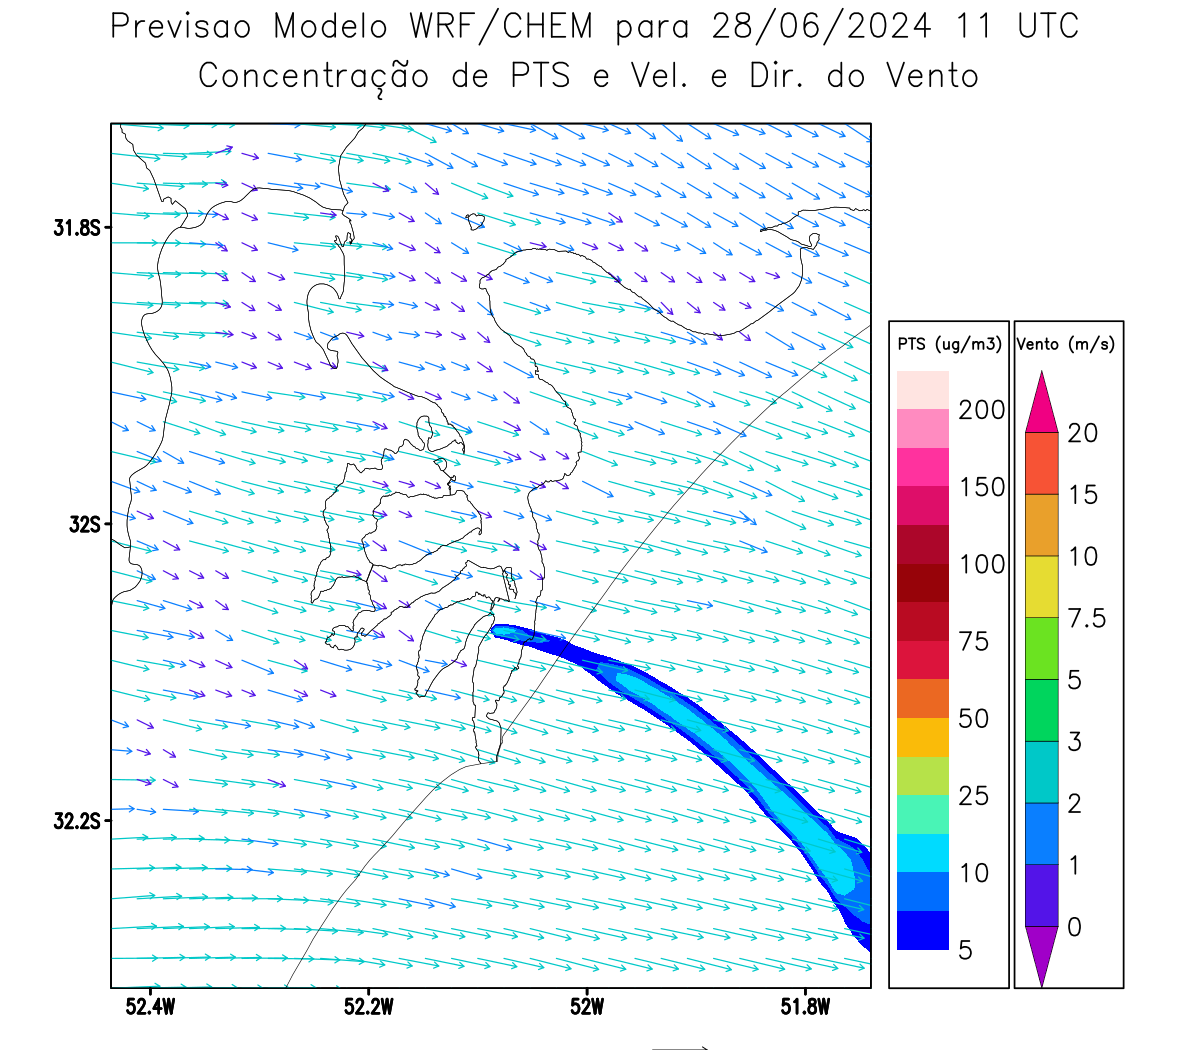 Previsao Modelo WRF/CHEM para 28/06/2024 11 UTC
Concentração de PTS e Vel. e Dir. do Vento
31.8S
32S
32.2S
52.4W
52.2W
52W
51.8W
PTS (ug/m3)
200
150
100
75
50
25
10
5
Vento (m/s)
20
15
10
7.5
5
3
2
1
0